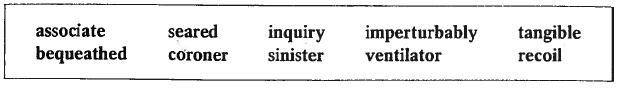 associate seared inquiry imperturbably tangible
bequeathed coroner sinister ventilator recoil